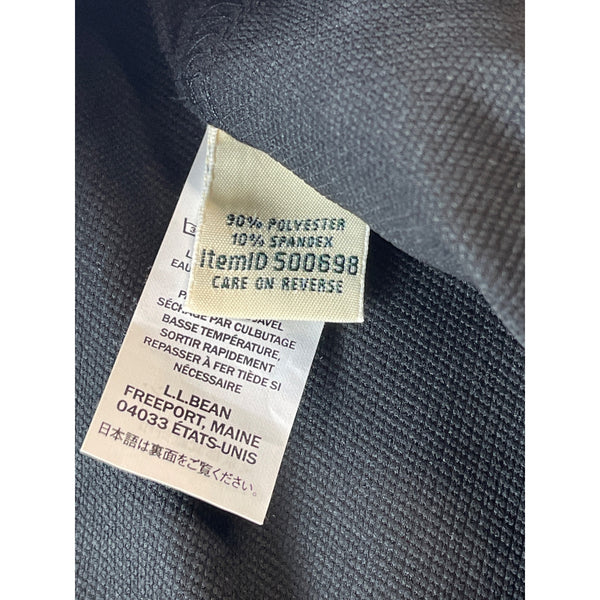 90% POLYESTER
10% SPANDEX
ItemID 500698
CARE ON REVERSE
EAU
SÉCHAGE PAR CULBUTAGE
BASSE TEMPÉRATURE,
SORTIR RAPIDEMENT
REPASSER À FER TIÈDE SI
NÉCESSAIRE
L.L.BEAN
FREEPORT, MAINE
04033 ÉTATS-UNIS
日本語は裏面をご覧ください。